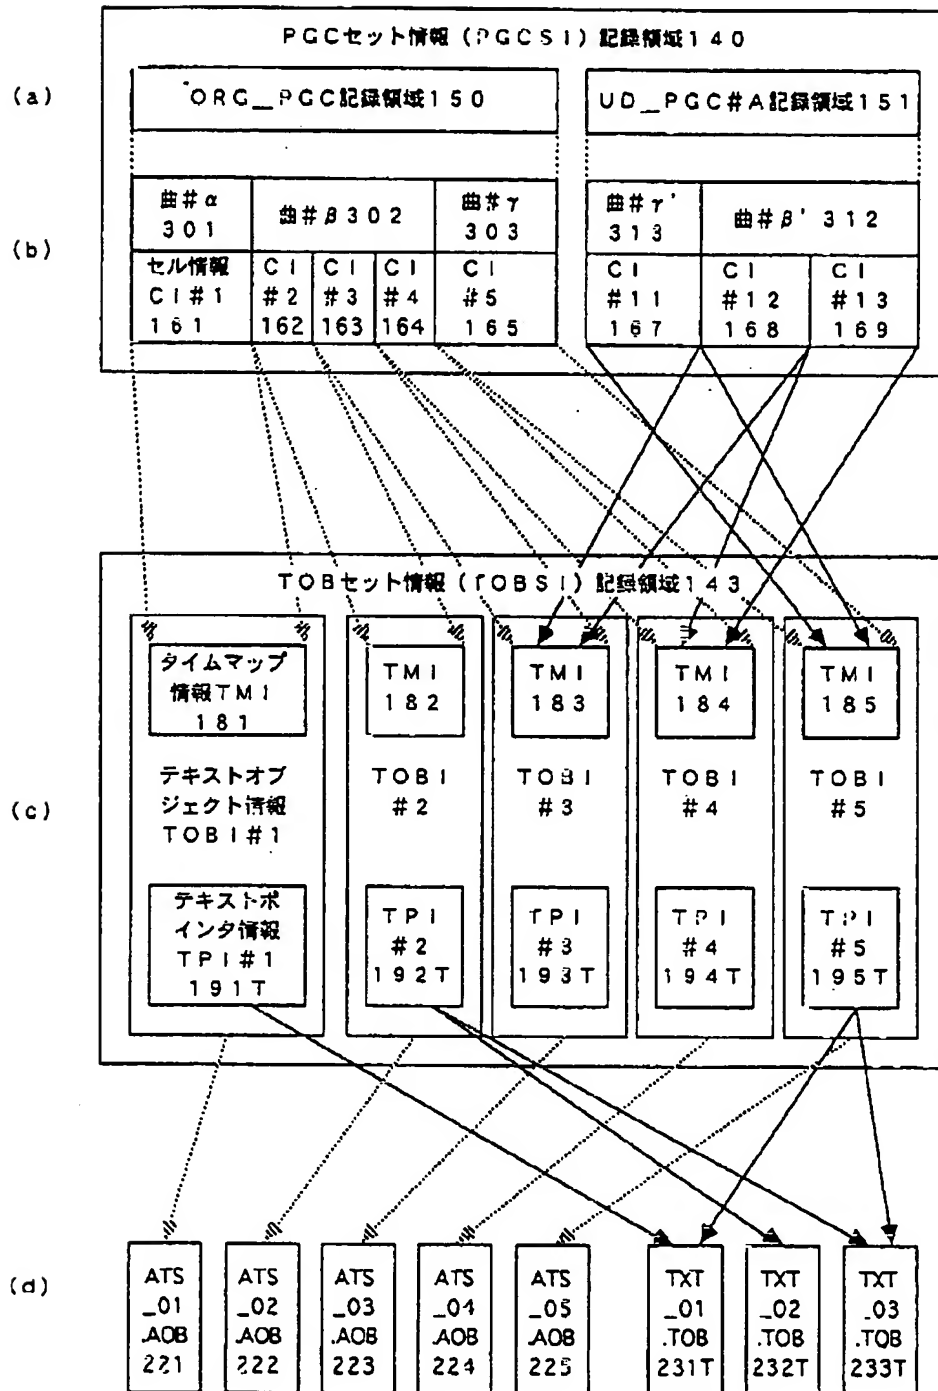 PGCセット情報（PGCSI）記録領域140
(a)
ORG_PGC記録領域150
UD_PGC#A記録領域151
(b)
曲#α
301
曲#β302
曲#γ
303
曲#γ'
313
曲#β'312
セル情報
CI#1
161
CI
#2
162
CI
#3
163
CI
#4
164
CI
#5
165
CI
#11
167
CI
#12
168
CI
#13
169
TOBセット情報（TOBSI）記録領域143
(c)
タイムマップ
情報TMI
181
TMI
182
TMI
183
TMI
184
TMI
185
テキストオブ
ジェクト情報
TOBI#1
TOBI
#2
TOBI
#3
TOBI
#4
TOBI
#5
テキストポ
インタ情報
TPI#1
191T
TPI
#2
192T
TPI
#3
193T
TPI
#4
194T
TPI
#5
195T
(d)
ATS
_01
.AOB
221
ATS
_02
.AOB
222
ATS
_03
.AOB
223
ATS
_04
.AOB
224
ATS
_05
.AOB
225
TXT
_01
.TOB
231T
TXT
_02
.TOB
232T
TXT
_03
.TOB
233T